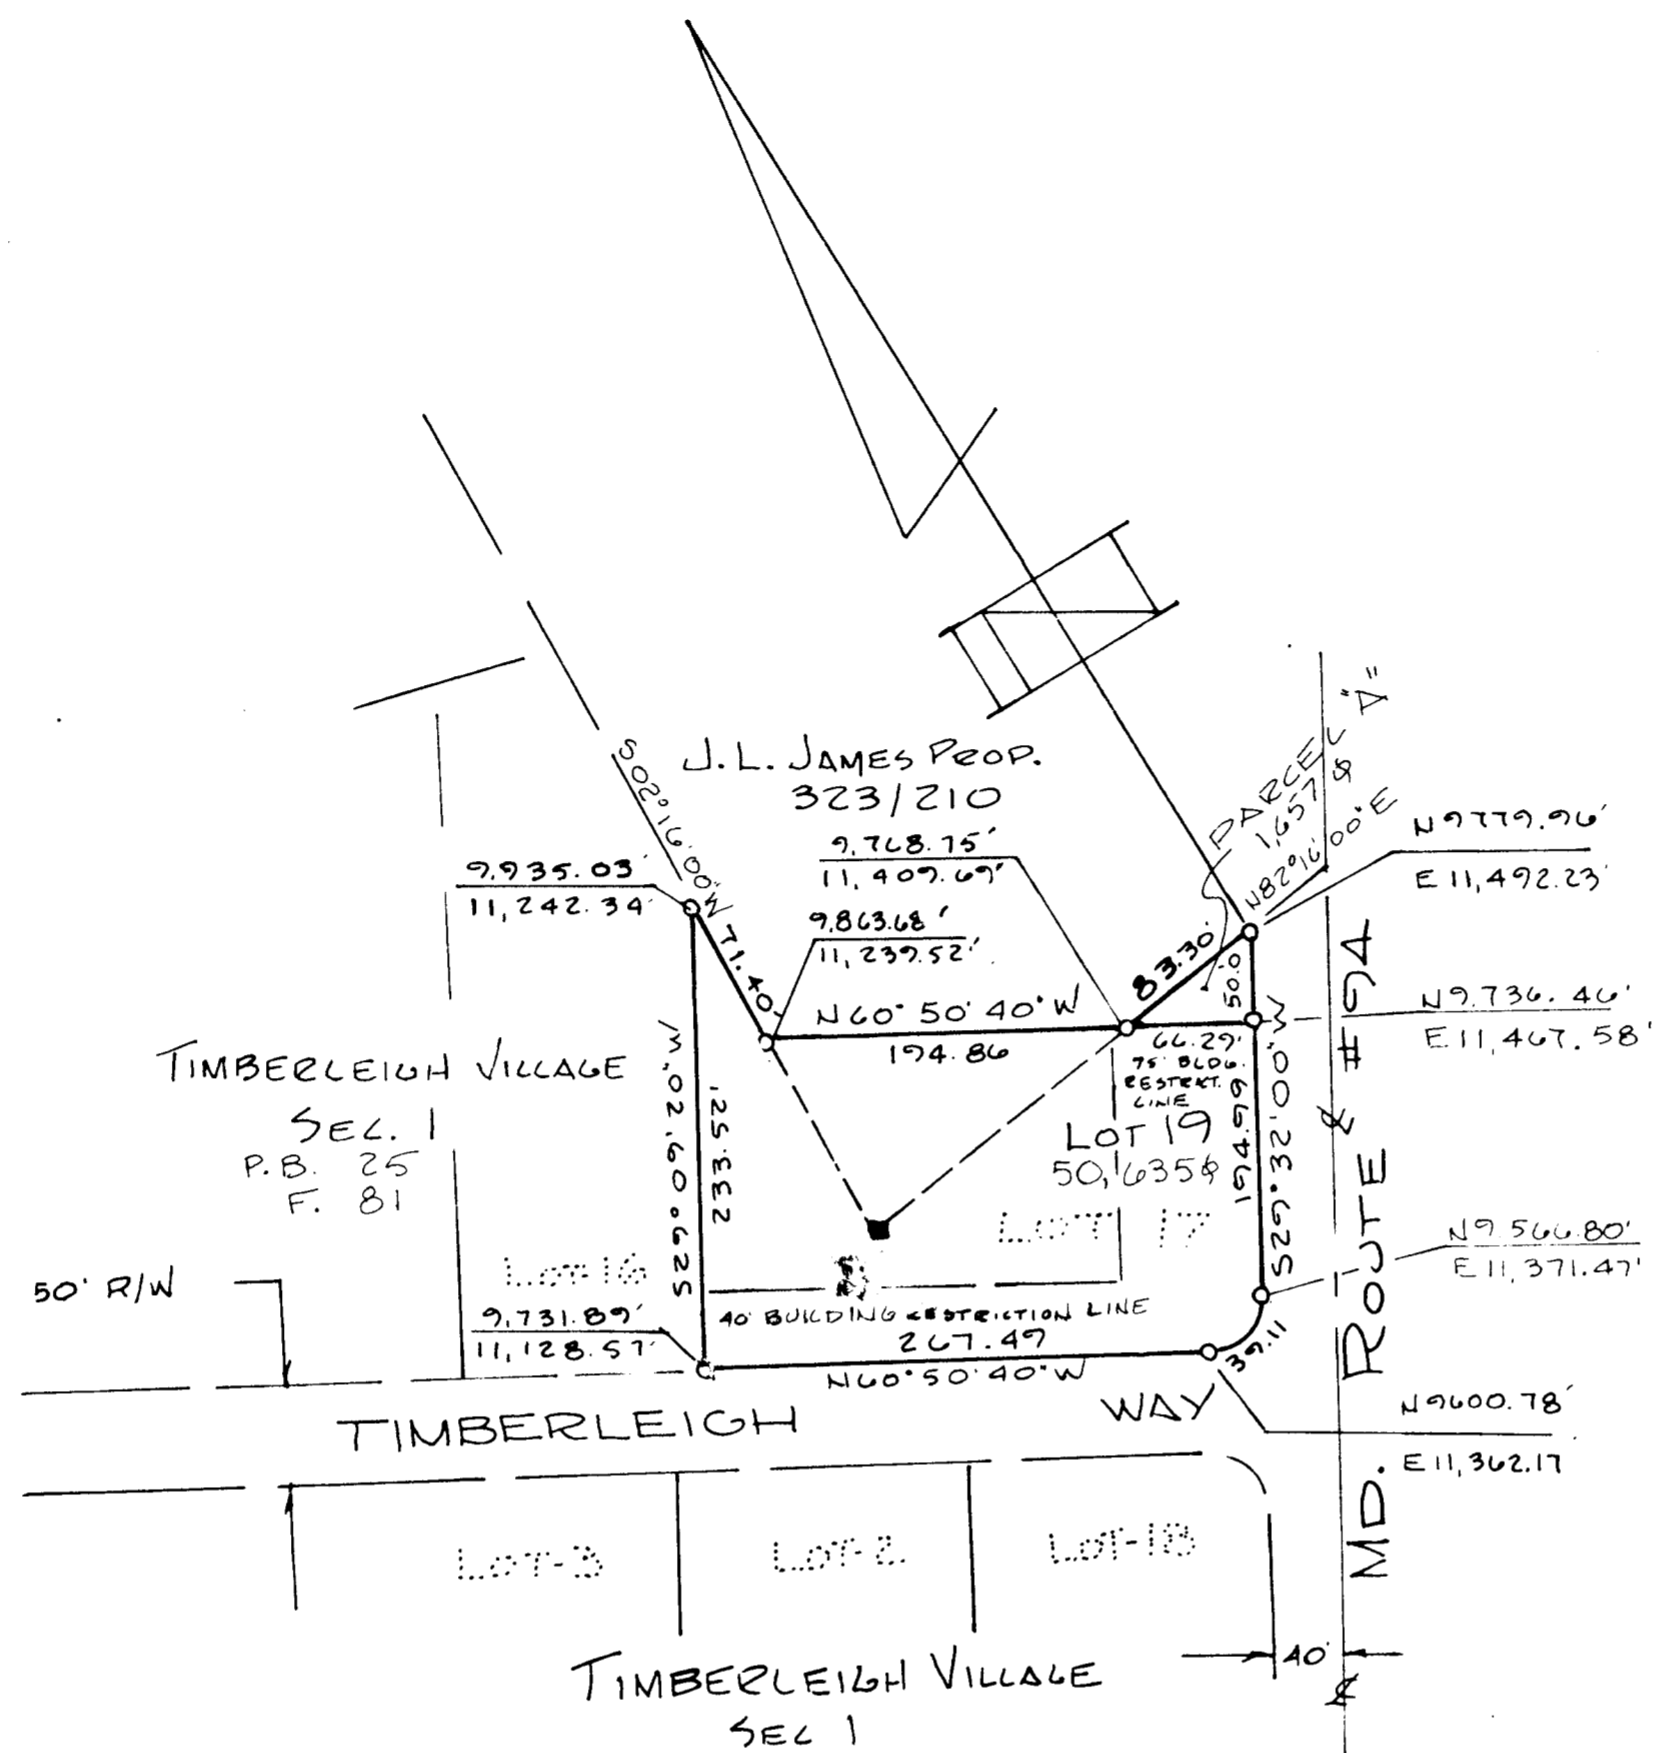 J.L. JAMES PROP.
323/210
PARCEL "A"
1,657 ⌀
N82°16'00"E
S02°16'00"W
N9779.96'
E 11,492.23'
9,768.75'
11,409.69'
9,935.03'
11,242.34'
9,863.68'
11,239.52'
71.40'
83.30'
50.0'
N60°50'40"W
194.86
66.29'
75' BLDG.
RESTRICT.
LINE
N9,736.46'
E 11,467.58'
TIMBERLEIGH VILLAGE
SEC. 1
P.B. 25
F. 81
S29°09'20"W
233.52'
LOT 19
50,635⌀
194.99
S29°32'00"W
LOT 17
LOT-16
N9,566.80'
E 11,371.47'
50' R/W
9,731.89'
11,128.57'
40' BUILDING RESTRICTION LINE
267.49
N60°50'40"W
39.11
TIMBERLEIGH WAY
N9600.78'
E 11,362.17
MD. ROUTE #94
LOT-3
LOT-2
LOT-18
40'
TIMBERLEIGH VILLAGE
SEC 1